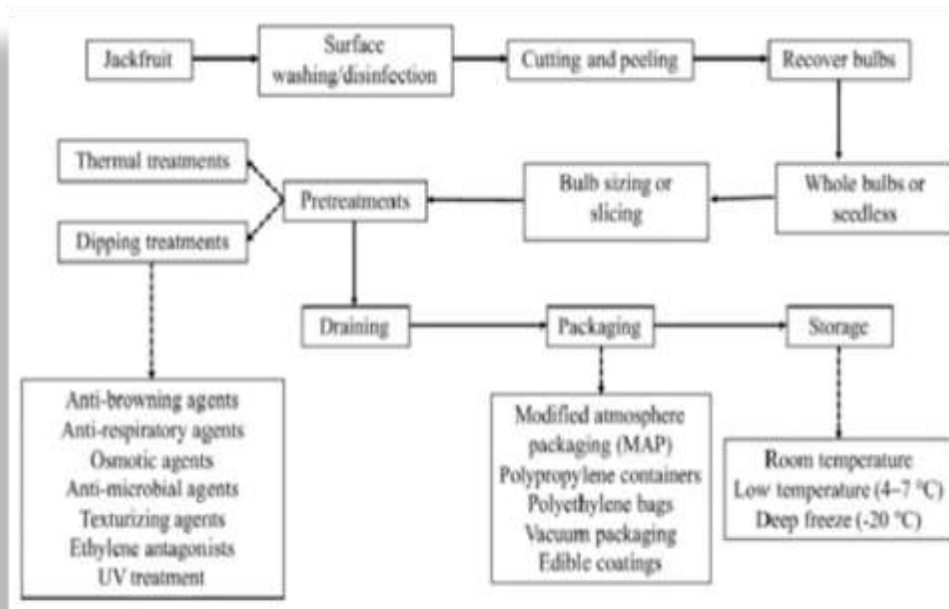 Jackfruit
Surface
washing/disinfection
Cutting and peeling
Recover bulbs
Thermal treatments
Dipping treatments
Pretreatments
Bulb sizing or
slicing
Whole bulbs or
seedless
Draining
Packaging
Storage
Anti-browning agents
Anti-respiratory agents
Osmotic agents
Anti-microbial agents
Texturizing agents
Ethylene antagonists
UV treatment
Modified atmosphere
packaging (MAP)
Polypropylene containers
Polyethylene bags
Vacuum packaging
Edible coatings
Room temperature
Low temperature (4–7 °C)
Deep freeze (-20 °C)